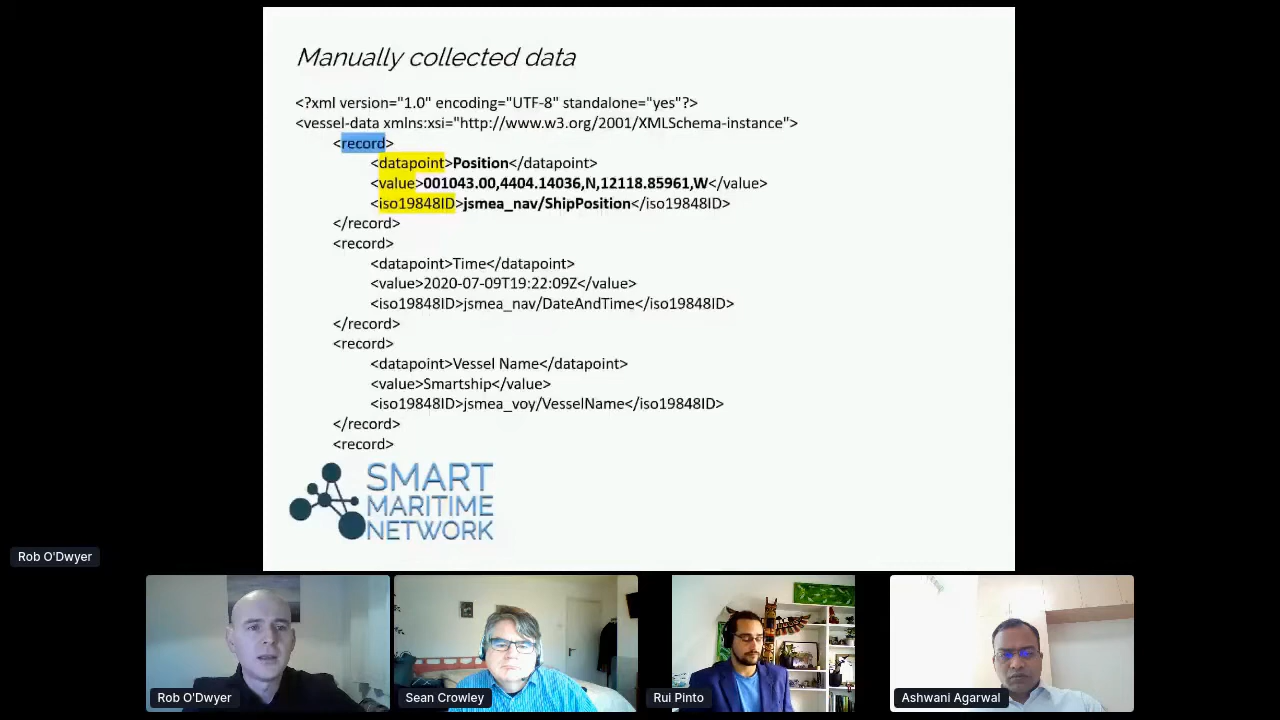 Manually collected data
<?xml version="1.0" encoding="UTF-8" standalone="yes"?>
<vessel-data xmlns:xsi="http://www.w3.org/2001/XMLSchema-instance">
<record>
<datapoint>Position</datapoint>
<value>001043.00,4404.14036,N,12118.85961,W</value>
<iso19848ID>jsmea_nav/ShipPosition</iso19848ID>
</record>
<record>
<datapoint>Time</datapoint>
<value>2020-07-09T19:22:09Z</value>
<iso19848ID>jsmea_nav/DateAndTime</iso19848ID>
</record>
<record>
<datapoint>Vessel Name</datapoint>
<value>Smartship</value>
<iso19848ID>jsmea_voy/VesselName</iso19848ID>
</record>
<record>
SMART
MARITIME
NETWORK
Rob O'Dwyer
Rob O'Dwyer
Sean Crowley
Rui Pinto
Ashwani Agarwal